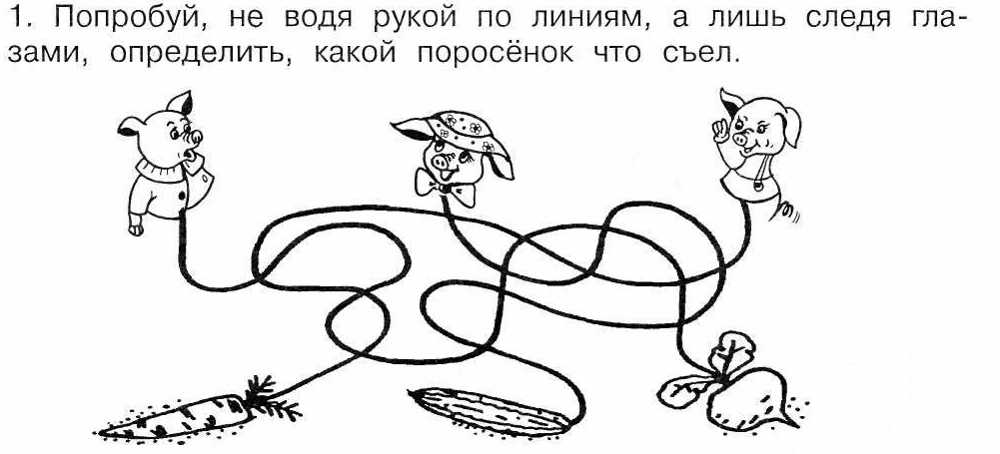 1. Попробуй, не водя рукой по линиям, а лишь следя гла-
зами, определить, какой поросёнок что съел.